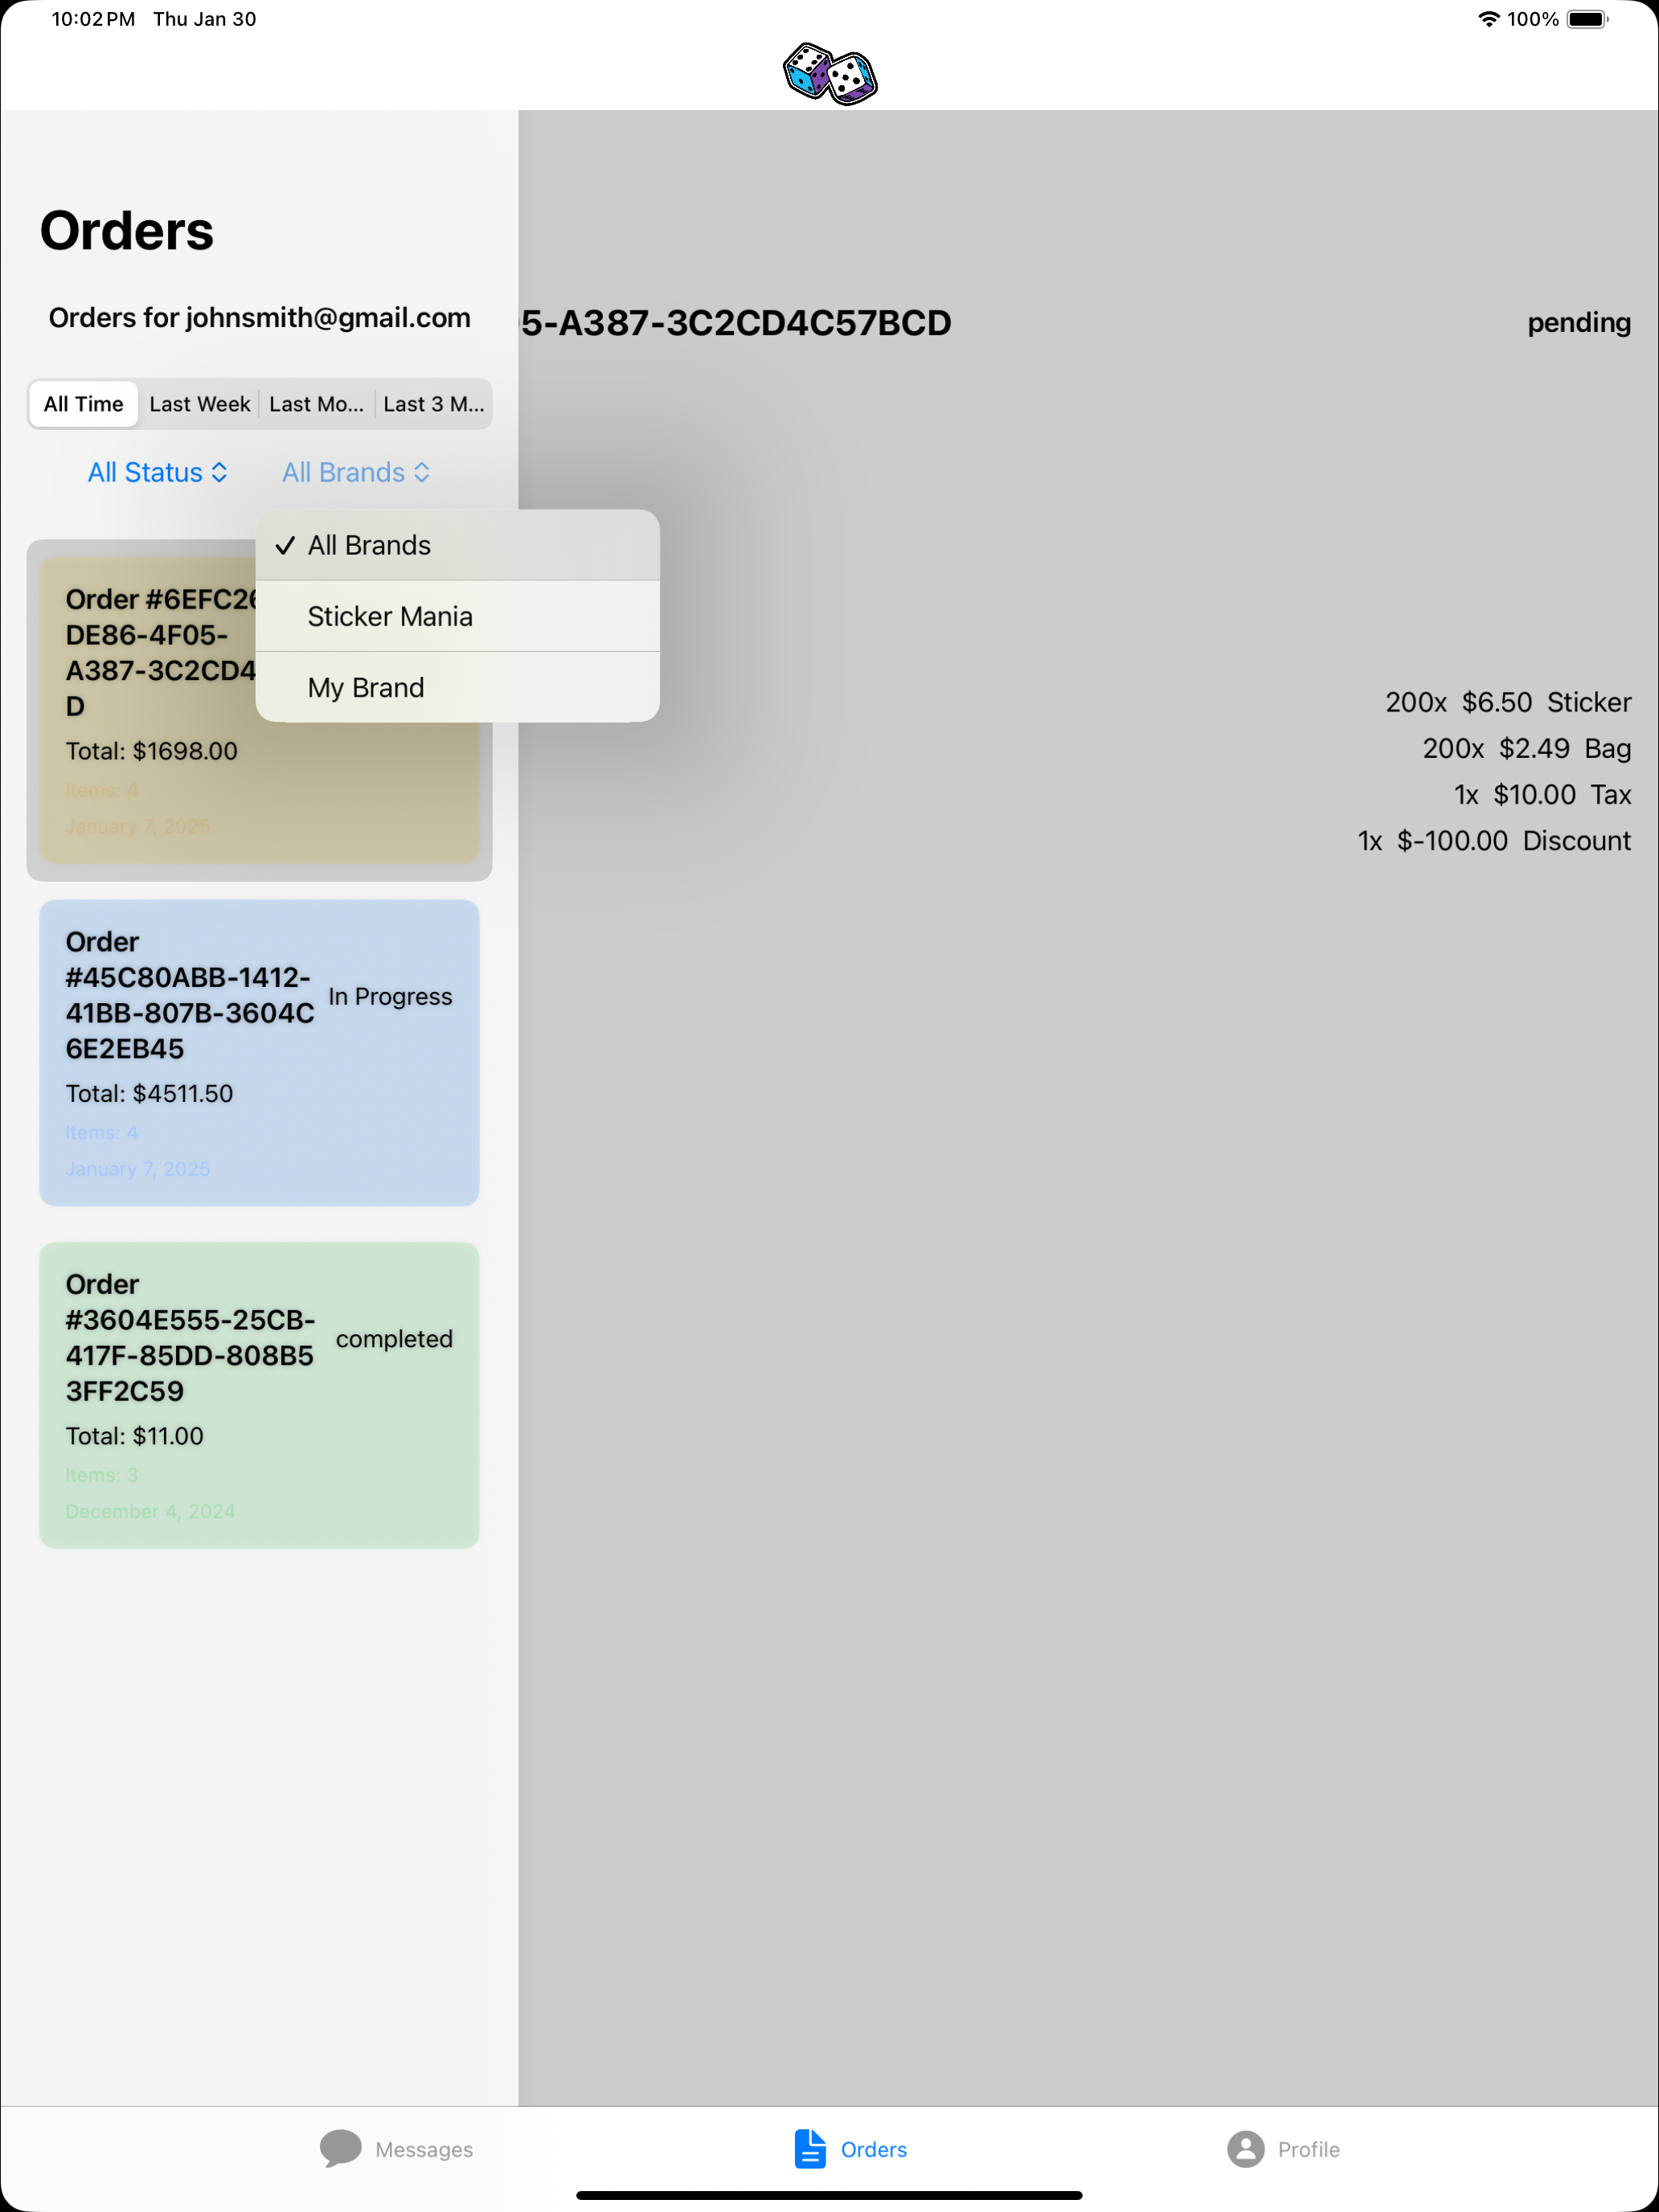 10:02 PM Thu Jan 30
100%
Orders
Orders for johnsmith@gmail.com
5-A387-3C2CD4C57BCD
pending
All Time
Last Week
Last Mo...
Last 3 M...
All Status
All Brands
All Brands
Sticker Mania
My Brand
Order #6EFC26
DE86-4F05-
A387-3C2CD4
D
Total: $1698.00
Items: 4
January 7, 2025
200x $6.50 Sticker
200x $2.49 Bag
1x $10.00 Tax
1x $-100.00 Discount
Order
#45C80ABB-1412-
41BB-807B-3604C
6E2EB45
In Progress
Total: $4511.50
Items: 4
January 7, 2025
Order
#3604E555-25CB-
417F-85DD-808B5
3FF2C59
completed
Total: $11.00
Items: 3
December 4, 2024
Messages
Orders
Profile